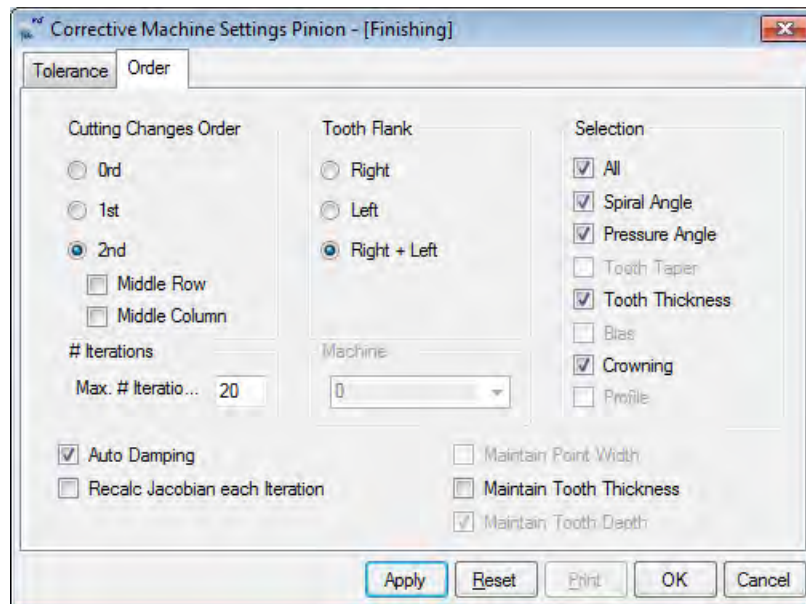 Corrective Machine Settings Pinion - [Finishing]
Tolerance Order
Cutting Changes Order Tooth Flank Selection
0rd Right All
1st Left Spiral Angle
2nd Right + Left Pressure Angle
Middle Row Tooth Taper
Middle Column Tooth Thickness
Bias
# Iterations Machine Crowning
Max. # Iteratio... 20 0 Profile
Auto Damping Maintain Point Width
Recalc Jacobian each Iteration Maintain Tooth Thickness
Maintain Tooth Depth
Apply Reset Print OK Cancel